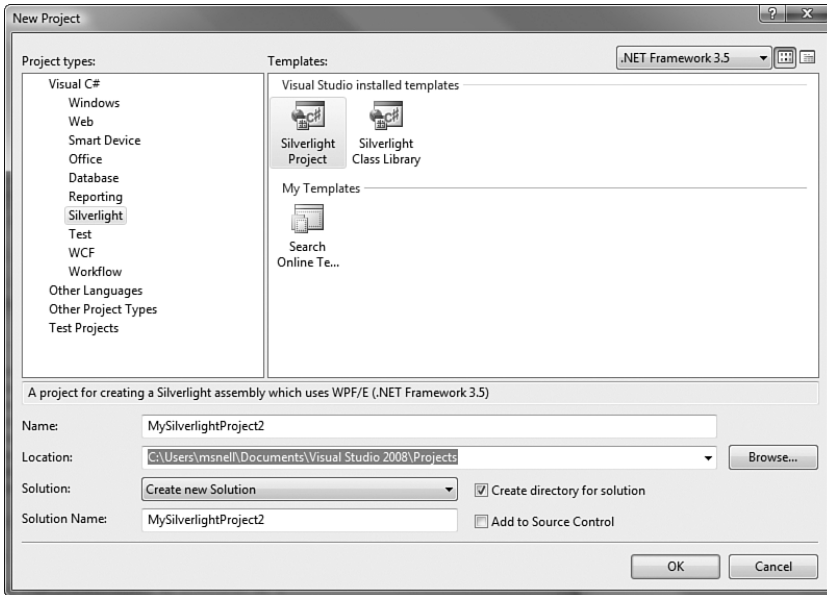 New Project
Project types:
Templates:
.NET Framework 3.5
Visual C#
Windows
Web
Smart Device
Office
Database
Reporting
Silverlight
Test
WCF
Workflow
Other Languages
Other Project Types
Test Projects
Visual Studio installed templates
Silverlight
Project
Silverlight
Class Library
My Templates
Search
Online Te...
A project for creating a Silverlight assembly which uses WPF/E (.NET Framework 3.5)
Name:
MySilverlightProject2
Location:
C:\Users\msnell\Documents\Visual Studio 2008\Projects
Browse...
Solution:
Create new Solution
Create directory for solution
Solution Name:
MySilverlightProject2
Add to Source Control
OK
Cancel